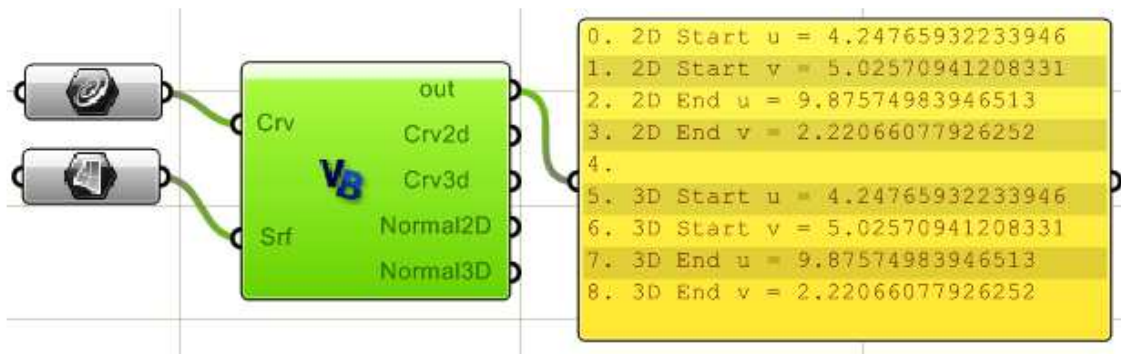 Crv
Srf
VB
out
Crv2d
Crv3d
Normal2D
Normal3D
0. 2D Start u = 4.24765932233946
1. 2D Start v = 5.02570941208331
2. 2D End u = 9.87574983946513
3. 2D End v = 2.22066077926252
4.
5. 3D Start u = 4.24765932233946
6. 3D Start v = 5.02570941208331
7. 3D End u = 9.87574983946513
8. 3D End v = 2.22066077926252